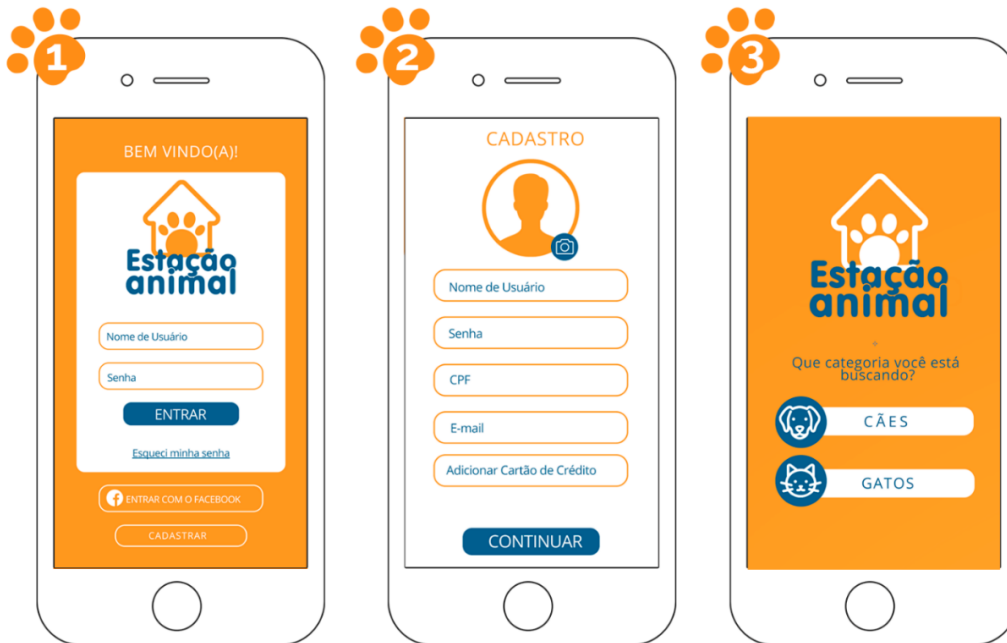 1
BEM VINDO(A)!
Estação
animal
Nome de Usuário
Senha
ENTRAR
Esqueci minha senha
ENTRAR COM O FACEBOOK
CADASTRAR
2
CADASTRO
Nome de Usuário
Senha
CPF
E-mail
Adicionar Cartão de Crédito
CONTINUAR
3
Estação
animal
Que categoria você está
buscando?
CÃES
GATOS